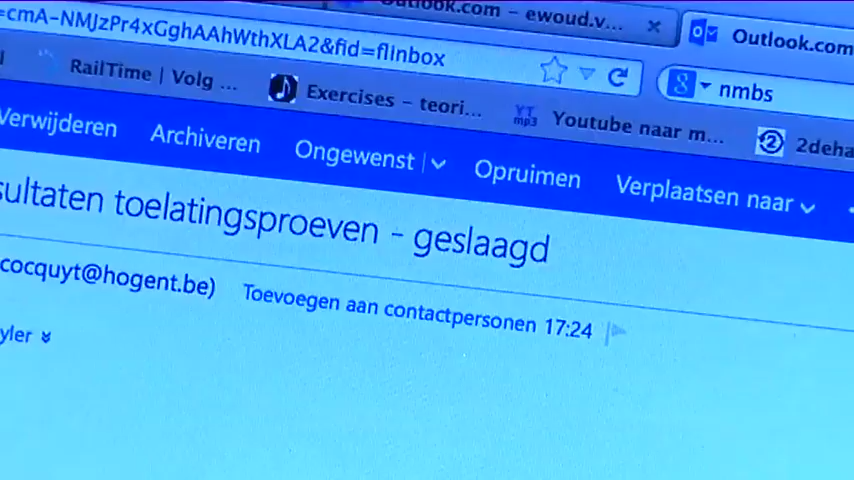 Outlook.com - ewoud.v...
Outlook.com
=cmA-NMJzPr4xGghAAhWthXLA2&fid=flinbox
nmbs
RailTime | Volg ...
Exercises - teori...
Youtube naar m...
2deha
Verwijderen Archiveren Ongewenst Opruimen Verplaatsen naar
sultaten toelatingsproeven - geslaagd
cocquyt@hogent.be) Toevoegen aan contactpersonen 17:24
yler